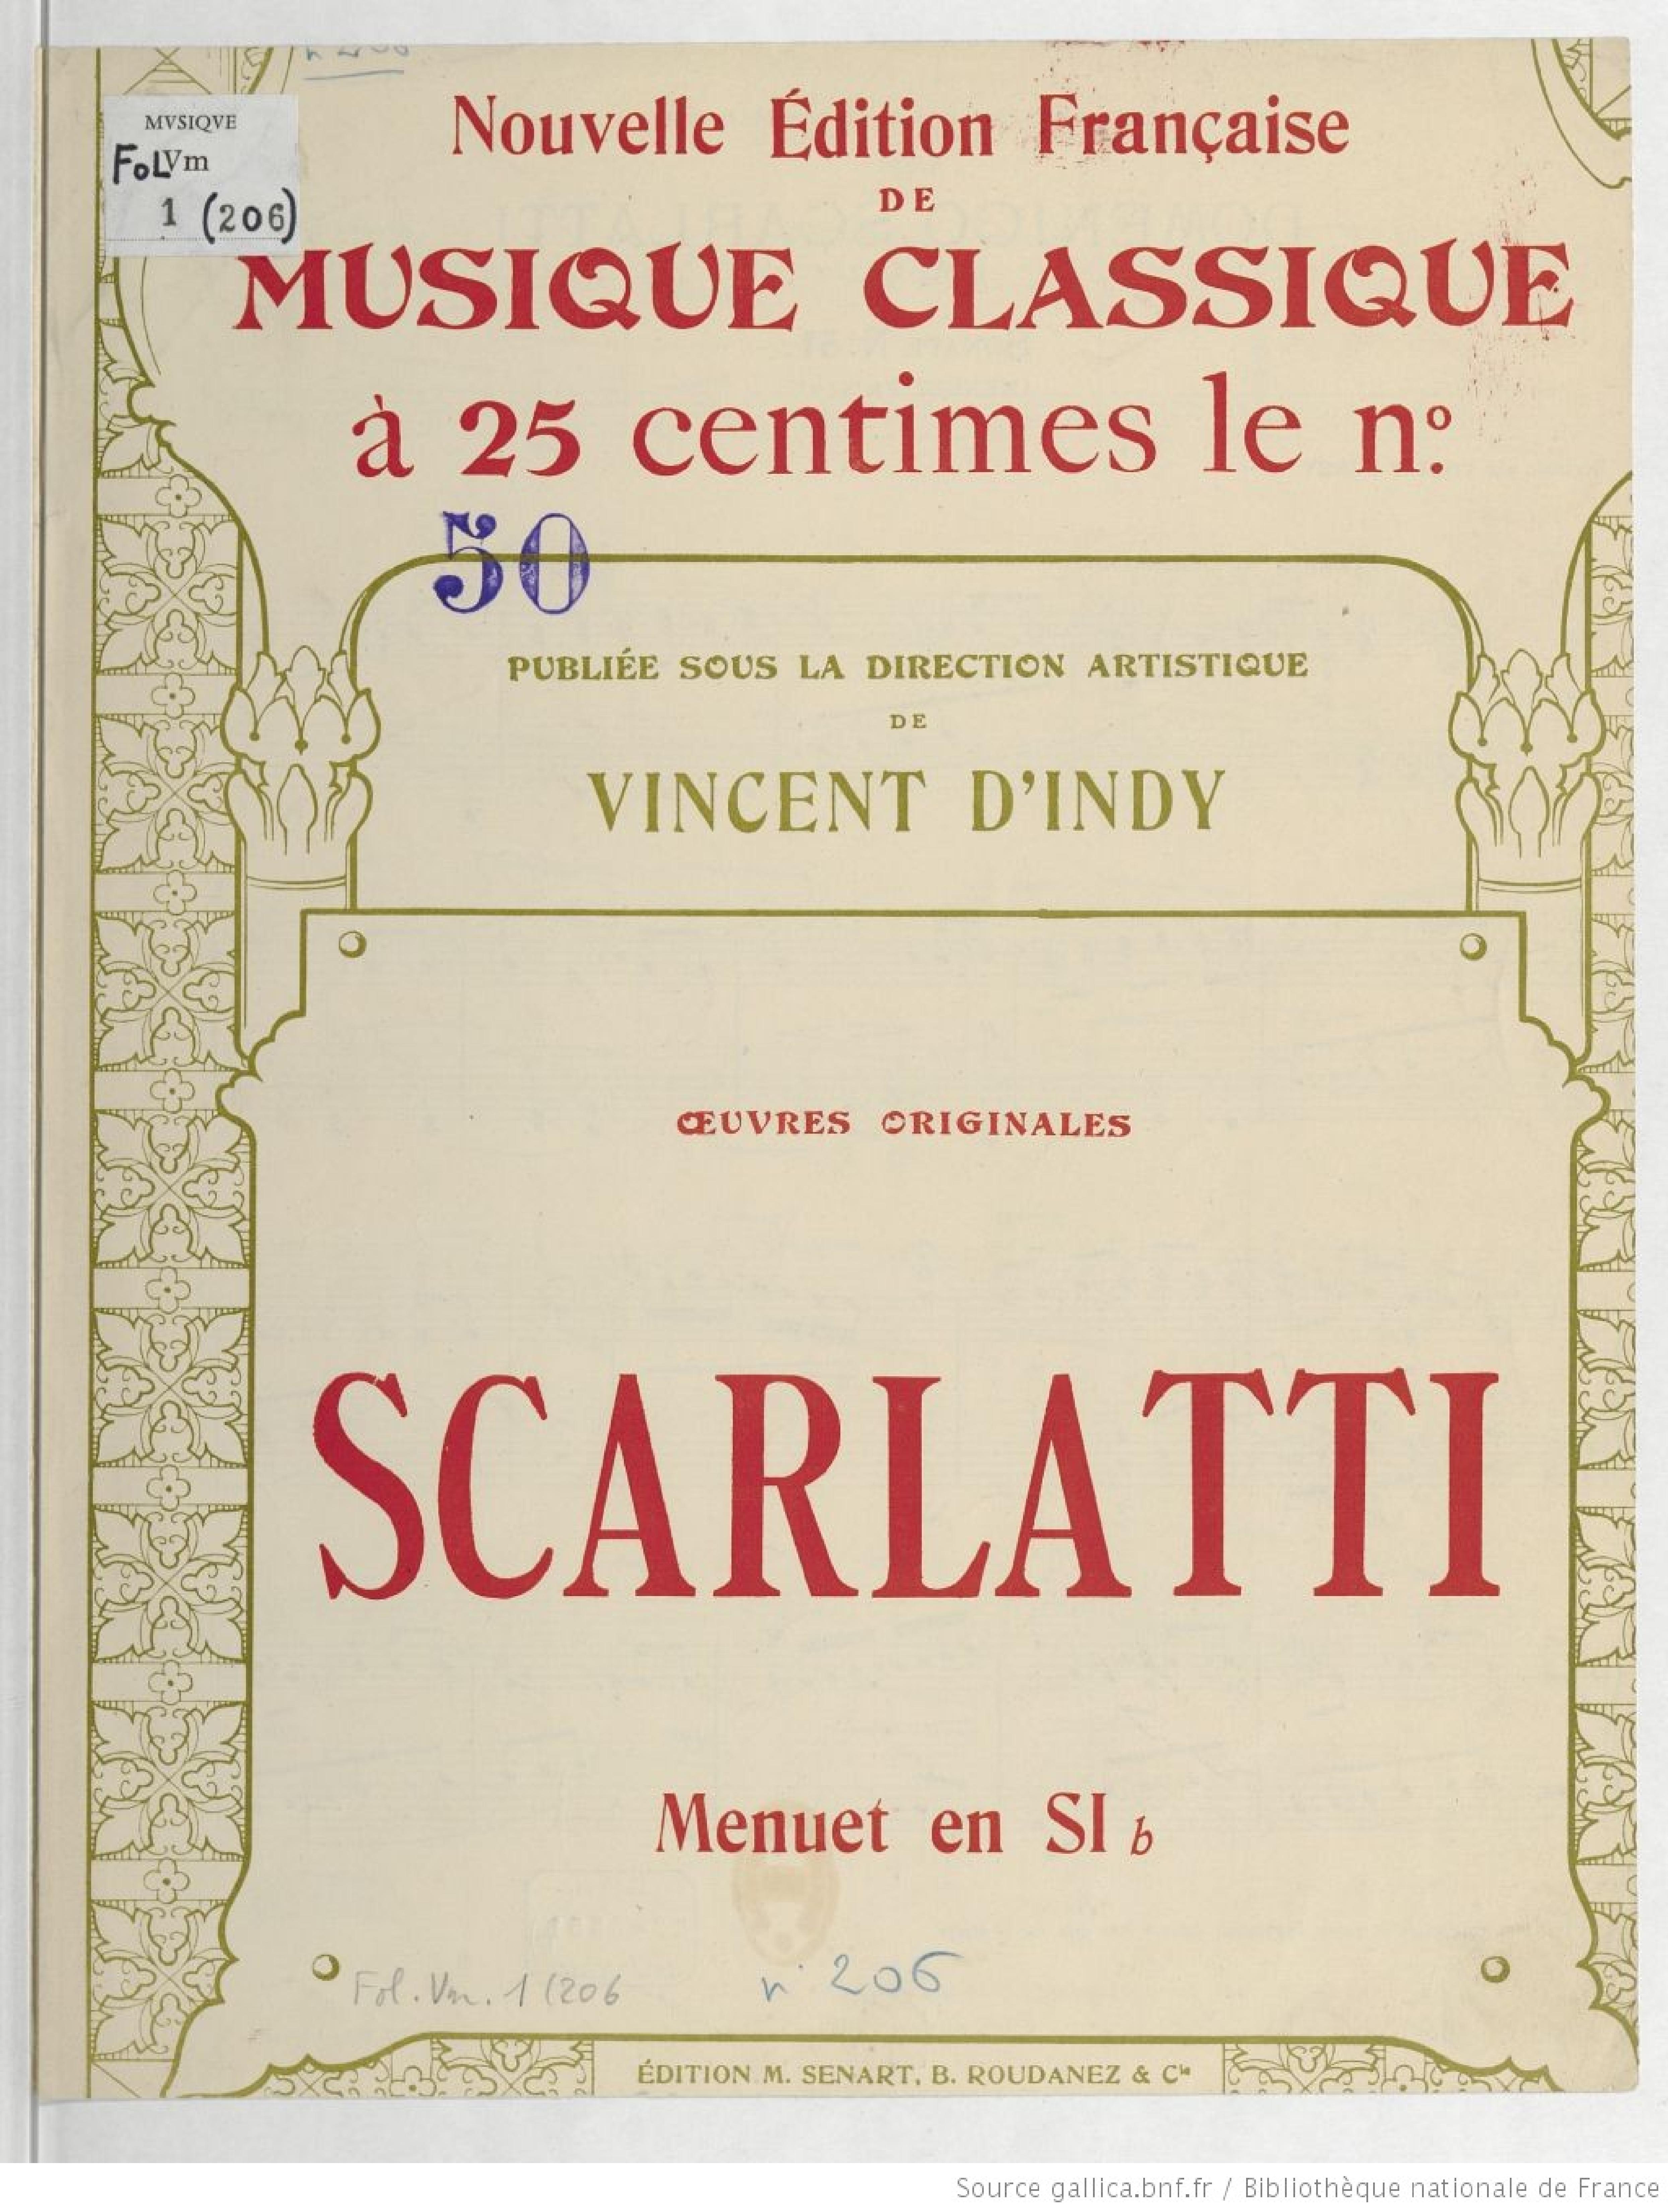 MVSIQVE
FolVm
1 (206)
Nouvelle Édition Française
DE
MUSIQUE CLASSIQUE
à 25 centimes le nº
50
PUBLIÉE SOUS LA DIRECTION ARTISTIQUE
DE
VINCENT D'INDY
ŒUVRES ORIGINALES
SCARLATTI
Menuet en SI b
Fol. Vm. 1 (206
n° 206
ÉDITION M. SENART, B. ROUDANEZ & Cie
Source gallica.bnf.fr / Bibliothèque nationale de France